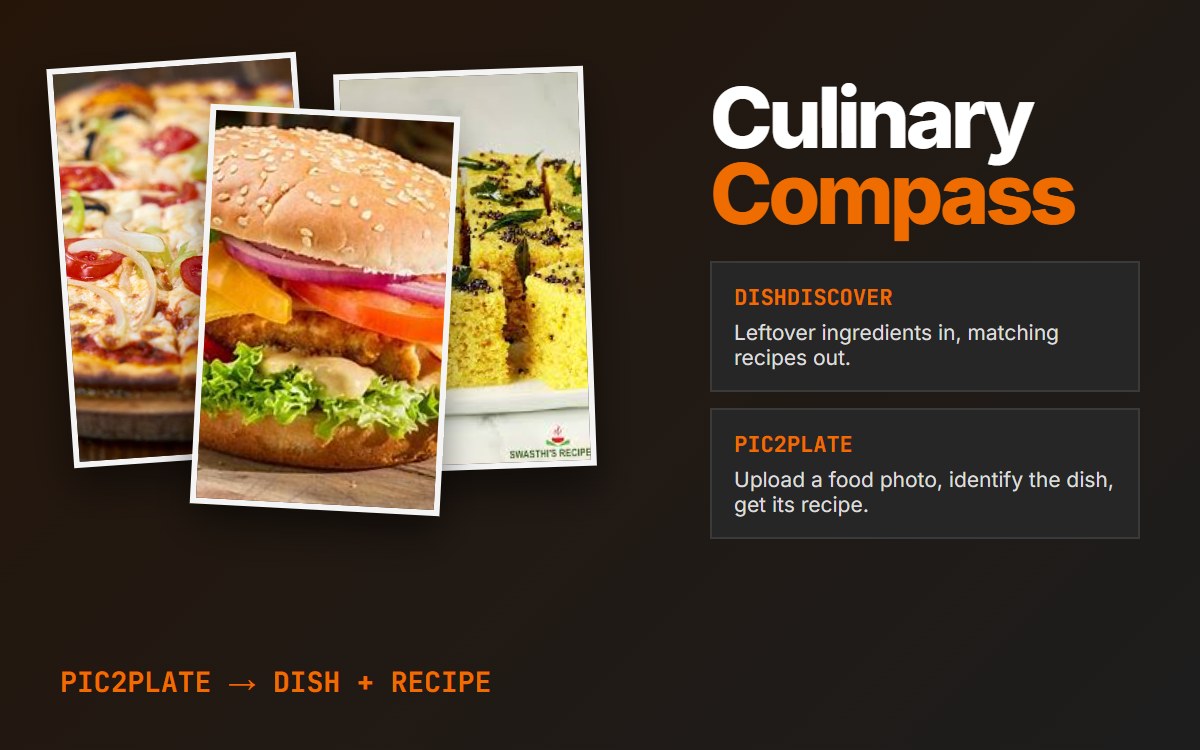 Culinary
Compass
DISHDISCOVER
Leftover ingredients in, matching
recipes out.
PIC2PLATE
Upload a food photo, identify the dish,
get its recipe.
SWASTHI'S RECIPE
PIC2PLATE → DISH + RECIPE